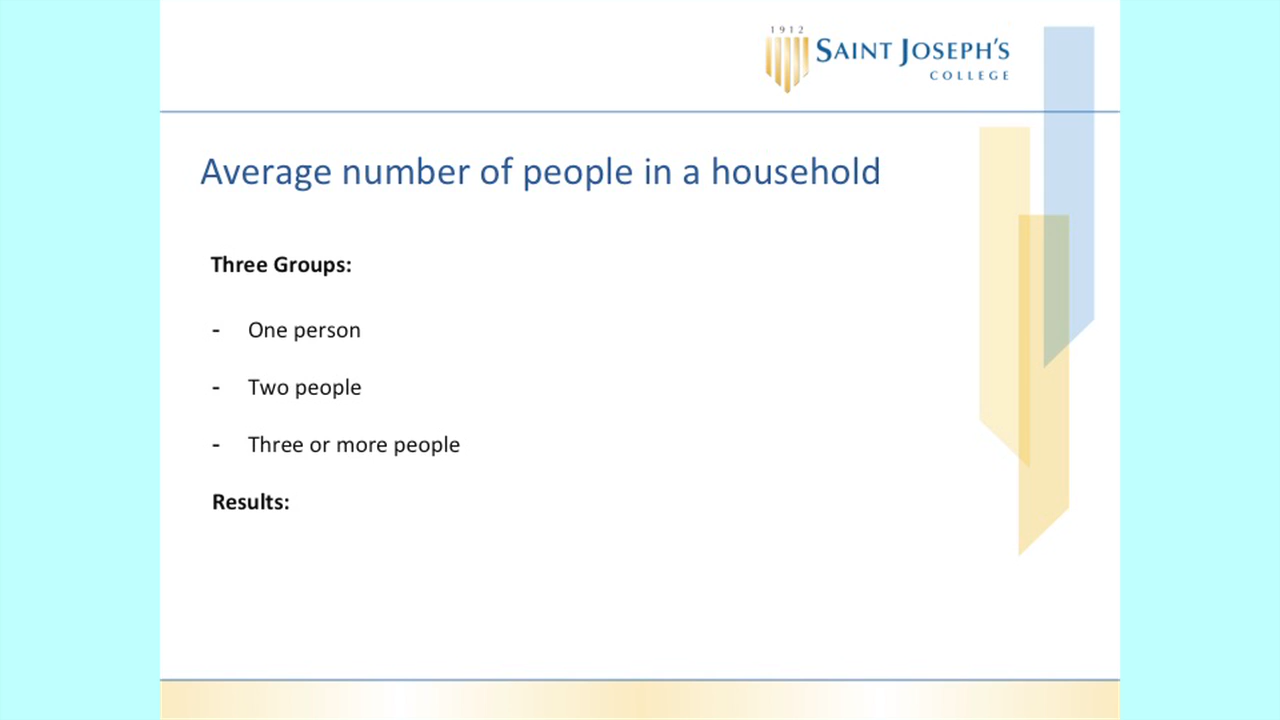 1912
SAINT JOSEPH'S
COLLEGE
Average number of people in a household
Three Groups:
- One person
- Two people
- Three or more people
Results: